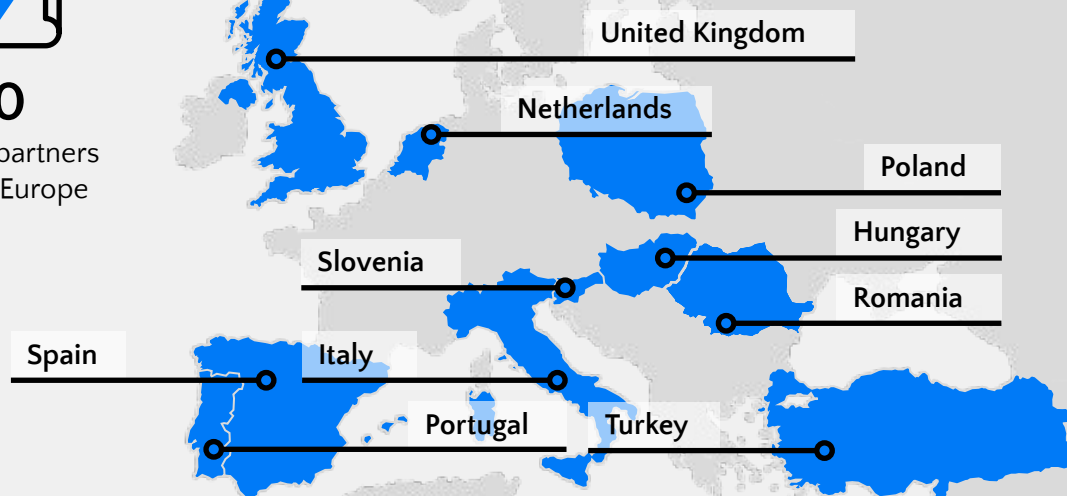 United Kingdom
0
Netherlands
partners
Europe
Poland
Hungary
Slovenia
Romania
Spain
Italy
Portugal
Turkey